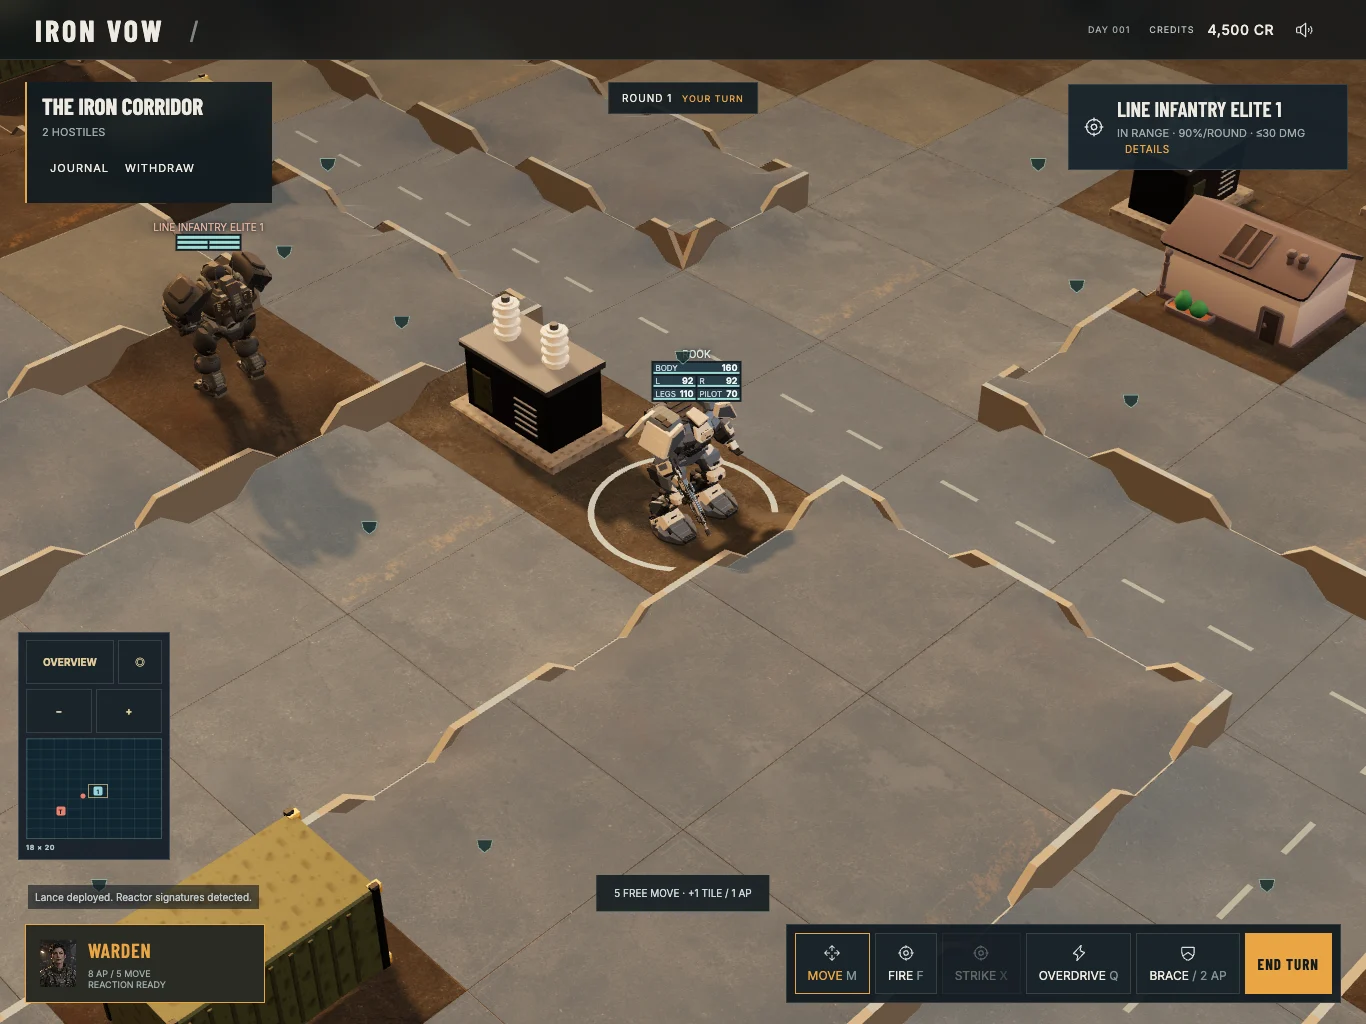 IRON VOW /
DAY 001 CREDITS 4,500 CR
THE IRON CORRIDOR
2 HOSTILES
JOURNAL WITHDRAW
ROUND 1 YOUR TURN
LINE INFANTRY ELITE 1
IN RANGE · 90%/ROUND · ≤30 DMG
DETAILS
LINE INFANTRY ELITE 1
BODY 160
L 92 R 92
LEGS 110 PILOT 70
OVERVIEW
-
+
1
T
18 × 20
Lance deployed. Reactor signatures detected.
WARDEN
8 AP / 5 MOVE
REACTION READY
5 FREE MOVE · +1 TILE / 1 AP
MOVE M
FIRE F
STRIKE X
OVERDRIVE Q
BRACE / 2 AP
END TURN